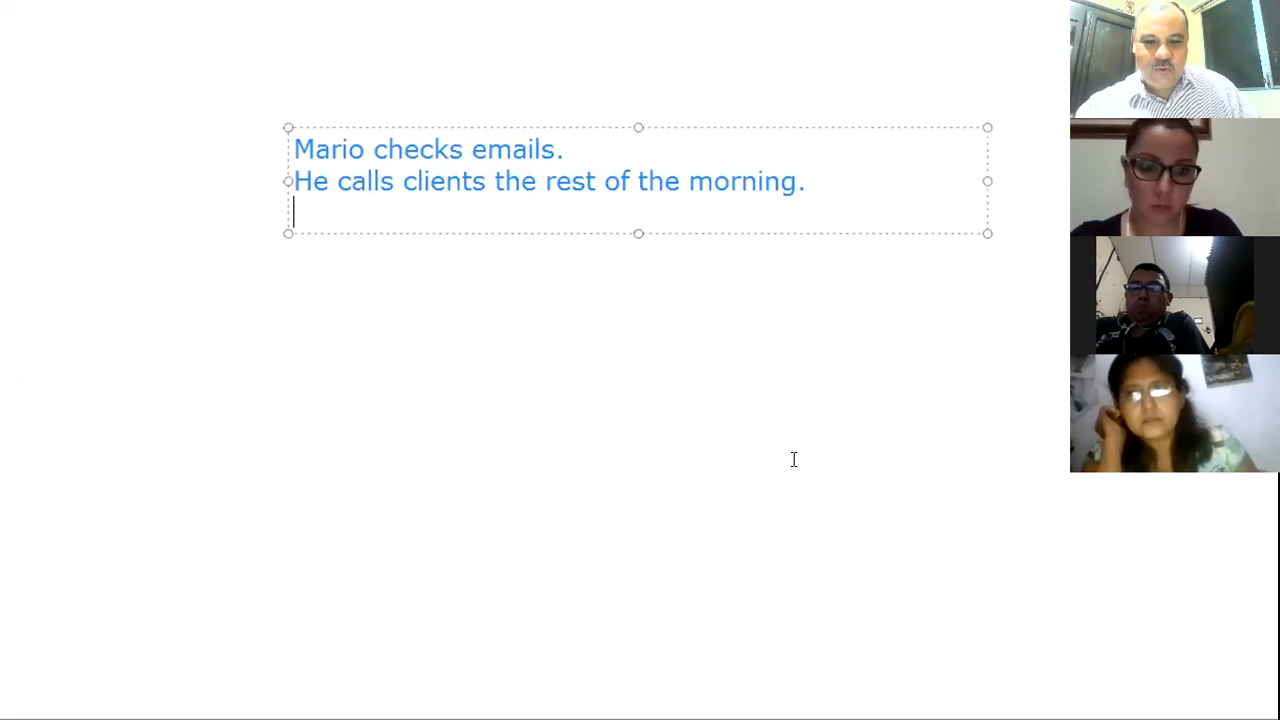 Mario checks emails.
He calls clients the rest of the morning.